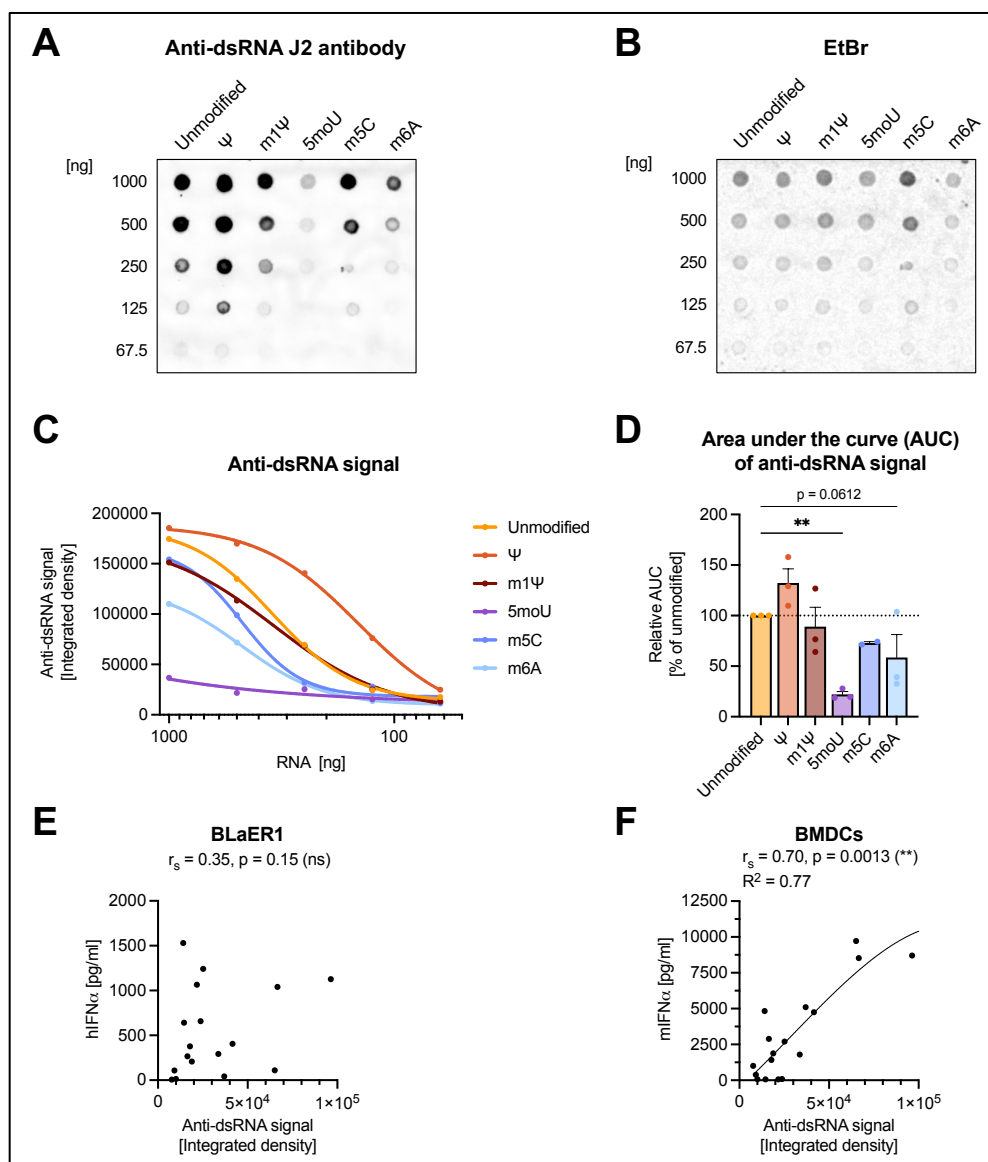 A
Anti-dsRNA J2 antibody
Unmodified
Ψ
m1Ψ
5moU
m5C
m6A
[ng]
1000
500
250
125
67.5
B
EtBr
Unmodified
Ψ
m1Ψ
5moU
m5C
m6A
[ng]
1000
500
250
125
67.5
C
Anti-dsRNA signal
Anti-dsRNA signal
[Integrated density]
200000
150000
100000
50000
0
1000
100
RNA [ng]
Unmodified
Ψ
m1Ψ
5moU
m5C
m6A
D
Area under the curve (AUC)
of anti-dsRNA signal
p = 0.0612
**
Relative AUC
[% of unmodified]
200
150
100
50
0
Unmodified
Ψ
m1Ψ
5moU
m5C
m6A
E
BLaER1
rs = 0.35, p = 0.15 (ns)
hIFNα [pg/ml]
2000
1500
1000
500
0
0
5×10⁴
1×10⁵
Anti-dsRNA signal
[Integrated density]
F
BMDCs
rs = 0.70, p = 0.0013 (**)
R² = 0.77
mIFNα [pg/ml]
12500
10000
7500
5000
2500
0
0
5×10⁴
1×10⁵
Anti-dsRNA signal
[Integrated density]